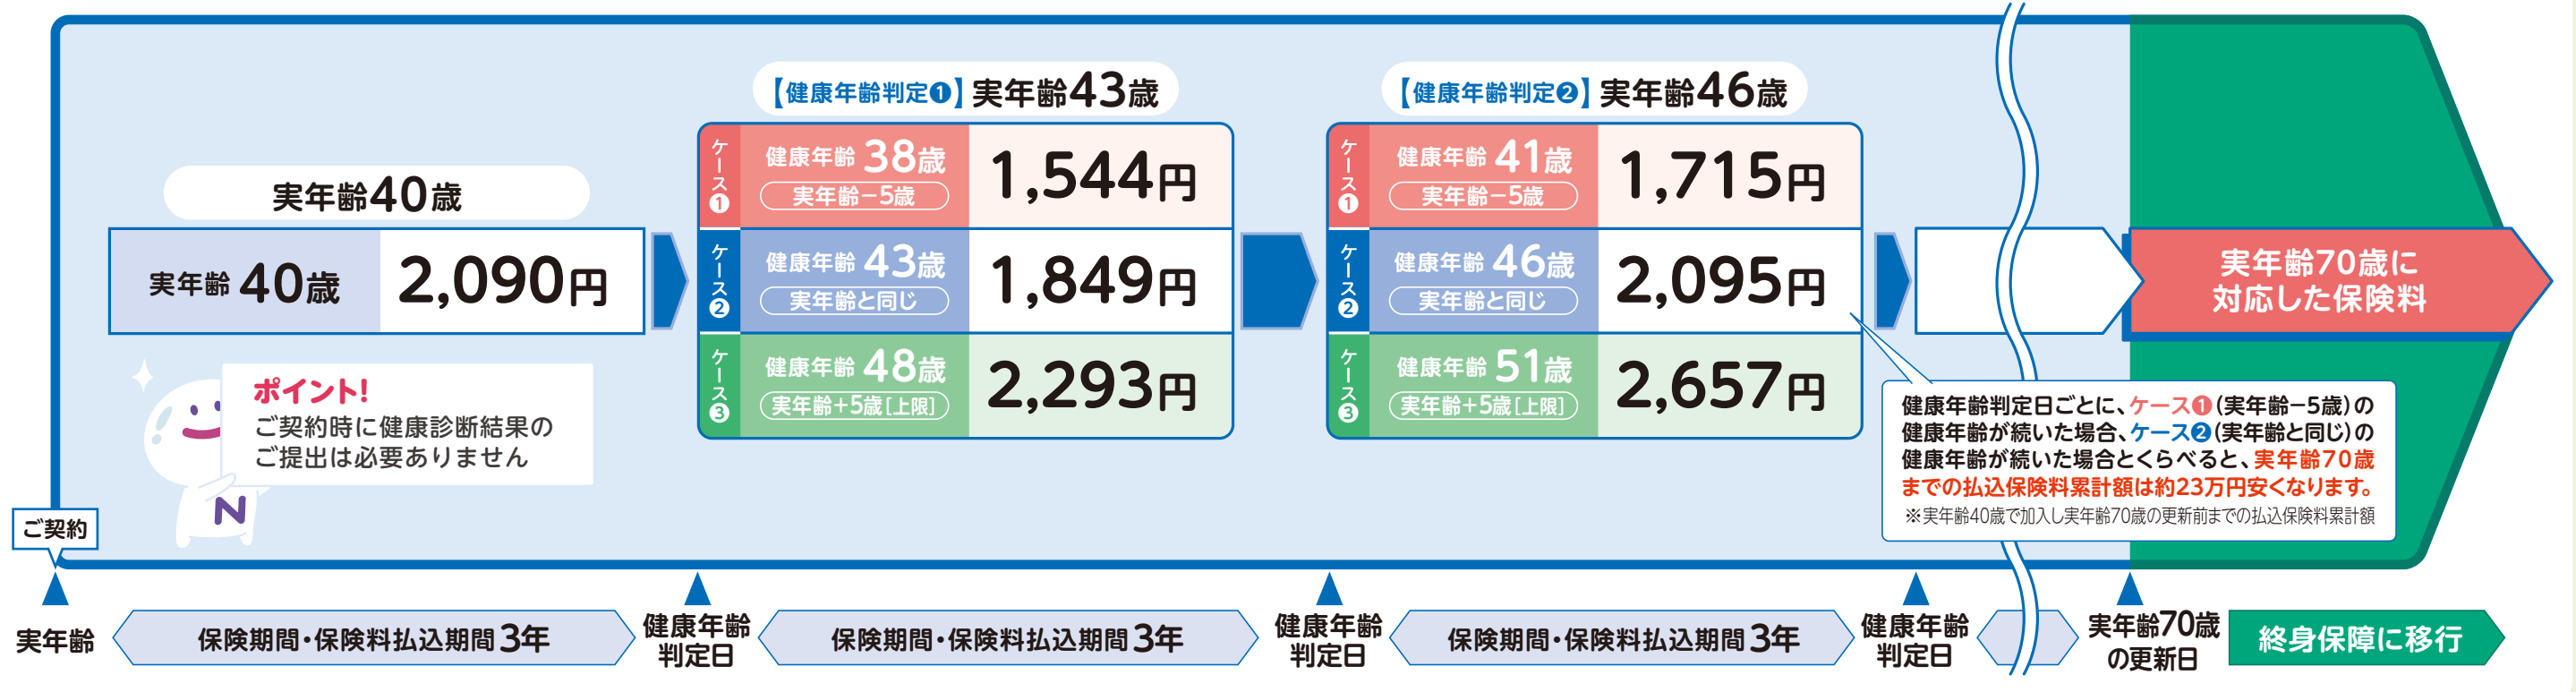 実年齢40歳
実年齢 40歳 2,090円
ポイント!
ご契約時に健康診断結果の
ご提出は必要ありません
N
ご契約
【健康年齢判定❶】実年齢43歳
ケース❶
健康年齢 38歳
実年齢−5歳
1,544円
ケース❷
健康年齢 43歳
実年齢と同じ
1,849円
ケース❸
健康年齢 48歳
実年齢+5歳[上限]
2,293円
【健康年齢判定❷】実年齢46歳
ケース❶
健康年齢 41歳
実年齢−5歳
1,715円
ケース❷
健康年齢 46歳
実年齢と同じ
2,095円
ケース❸
健康年齢 51歳
実年齢+5歳[上限]
2,657円
実年齢70歳に
対応した保険料
健康年齢判定日ごとに、ケース❶(実年齢−5歳)の
健康年齢が続いた場合、ケース❷(実年齢と同じ)の
健康年齢が続いた場合とくらべると、実年齢70歳
までの払込保険料累計額は約23万円安くなります。
※実年齢40歳で加入し実年齢70歳の更新前までの払込保険料累計額
実年齢
保険期間・保険料払込期間 3年
健康年齢
判定日
保険期間・保険料払込期間 3年
健康年齢
判定日
保険期間・保険料払込期間 3年
健康年齢
判定日
実年齢70歳
の更新日
終身保障に移行